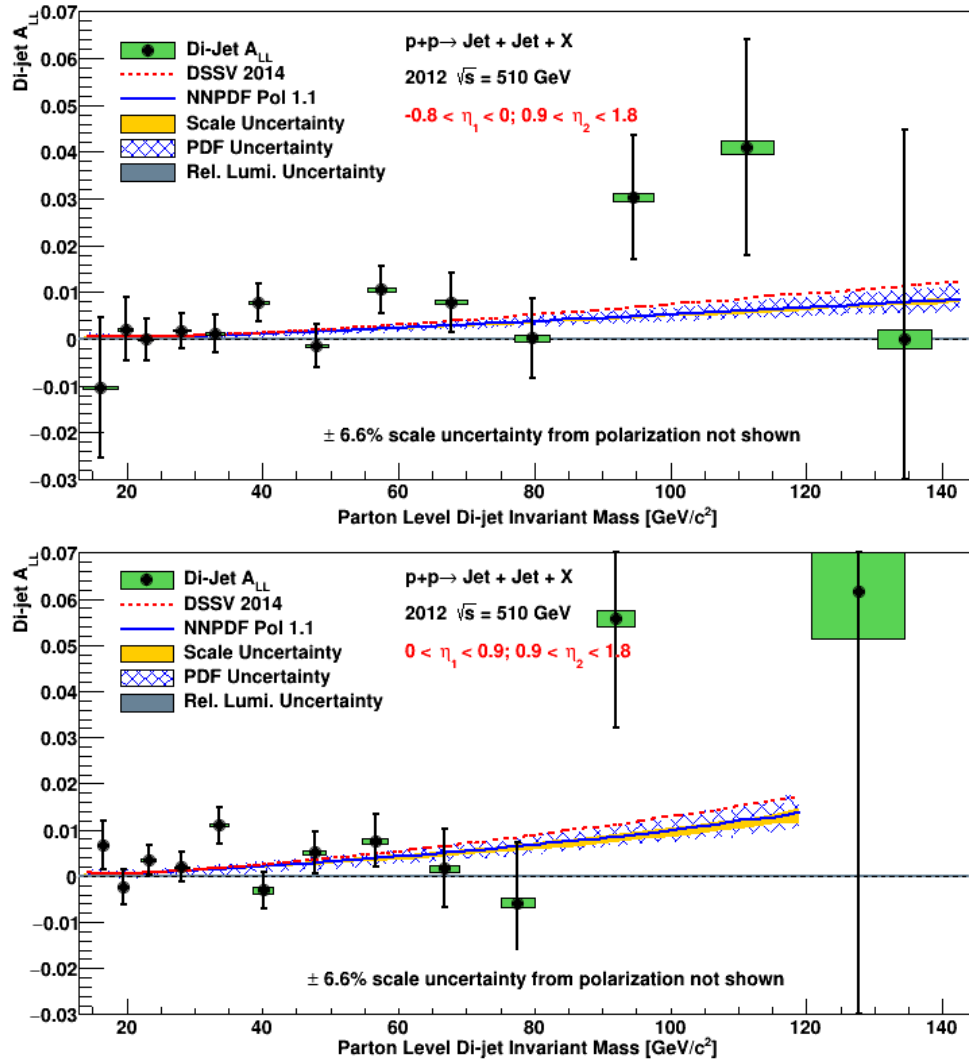 Di-jet A_LL
0.07
0.06
0.05
0.04
0.03
0.02
0.01
0
−0.01
−0.02
−0.03
Di-Jet A_LL
DSSV 2014
NNPDF Pol 1.1
Scale Uncertainty
PDF Uncertainty
Rel. Lumi. Uncertainty
p+p→ Jet + Jet + X
2012 √s = 510 GeV
-0.8 < η_1 < 0; 0.9 < η_2 < 1.8
± 6.6% scale uncertainty from polarization not shown
20 40 60 80 100 120 140
Parton Level Di-jet Invariant Mass [GeV/c²]
Di-jet A_LL
0.07
0.06
0.05
0.04
0.03
0.02
0.01
0
−0.01
−0.02
−0.03
Di-Jet A_LL
DSSV 2014
NNPDF Pol 1.1
Scale Uncertainty
PDF Uncertainty
Rel. Lumi. Uncertainty
p+p→ Jet + Jet + X
2012 √s = 510 GeV
0 < η_1 < 0.9; 0.9 < η_2 < 1.8
± 6.6% scale uncertainty from polarization not shown
20 40 60 80 100 120 140
Parton Level Di-jet Invariant Mass [GeV/c²]